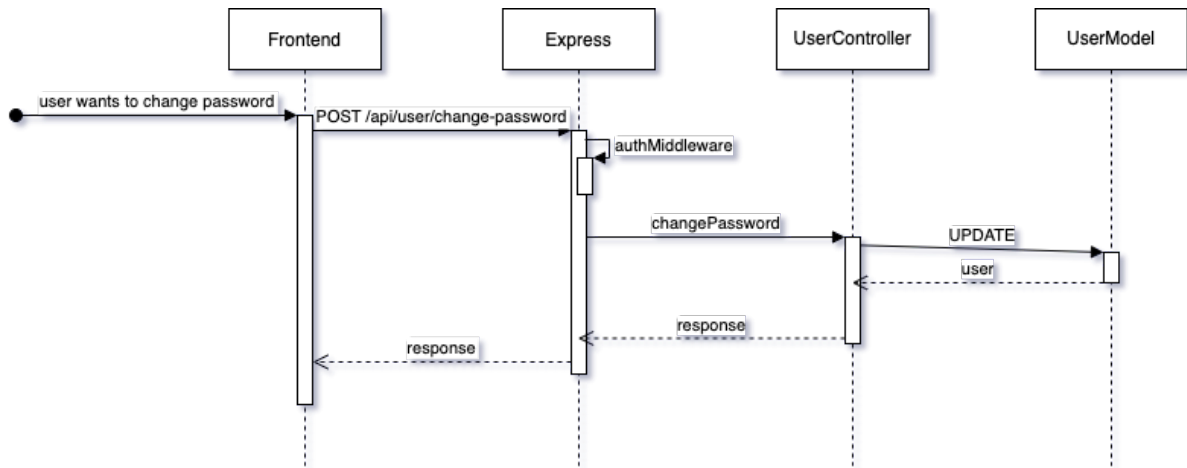 Frontend
Express
UserController
UserModel
user wants to change password
POST /api/user/change-password
authMiddleware
changePassword
UPDATE
user
response
response